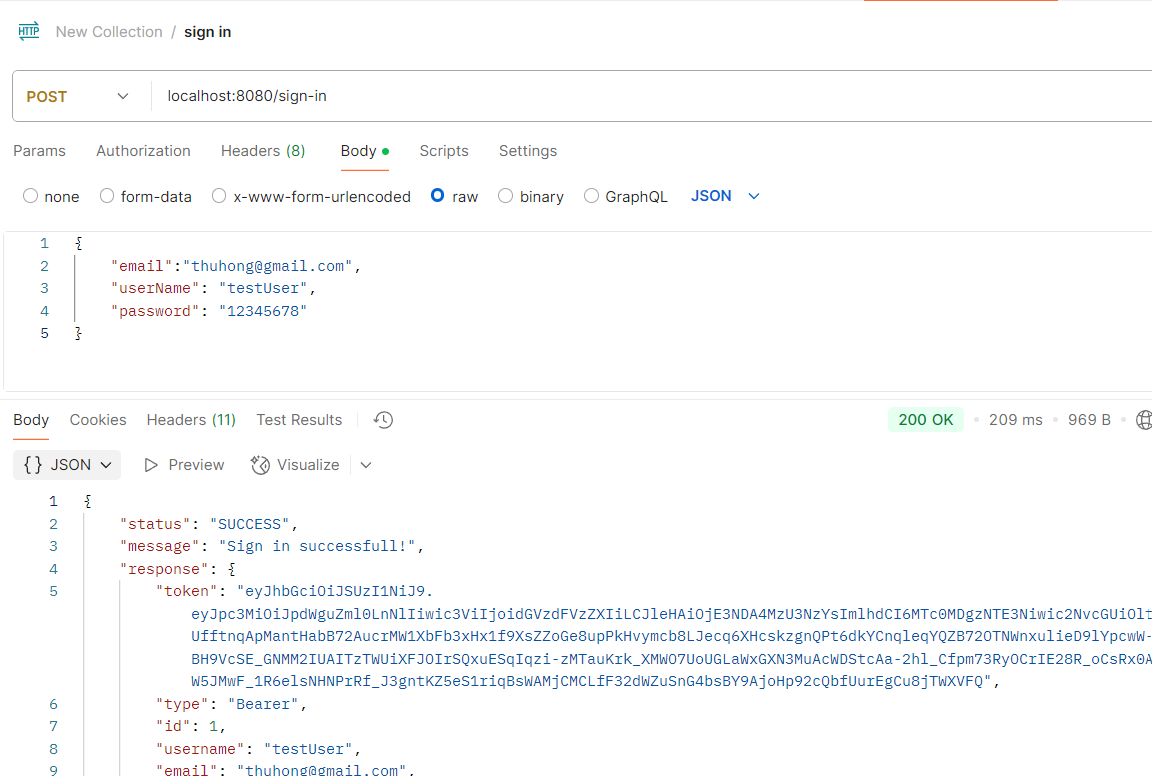 HTTP New Collection / sign in
POST localhost:8080/sign-in
Params Authorization Headers (8) Body Scripts Settings
none form-data x-www-form-urlencoded raw binary GraphQL JSON
1 {
2 "email":"thuhong@gmail.com",
3 "userName": "testUser",
4 "password": "12345678"
5 }
Body Cookies Headers (11) Test Results 200 OK • 209 ms • 969 B •
{} JSON Preview Visualize
1 {
2 "status": "SUCCESS",
3 "message": "Sign in successfull!",
4 "response": {
5 "token": "eyJhbGciOiJSUzI1NiJ9.
eyJpc3MiOiJpdWguZml0LnNlIiwic3ViIjoidGVzdFVzZXIiLCJleHAiOjE3NDA4MzU3NzYsImlhdCI6MTc0MDgzNTE3Niwic2NvcGUiOlt
UfftnqApMantHabB72AucrMW1XbFb3xHx1f9XsZZoGe8upPkHvymcb8LJecq6XHcskzgnQPt6dkYCnqleqYQZB72OTNWnxulieD9lYpcwW-
BH9VcSE_GNMM2IUAITzTWUiXFJOIrSQxuESqIqzi-zMTauKrk_XMWO7UoUGLaWxGXN3MuAcWDStcAa-2hl_Cfpm73RyOCrIE28R_oCsRx0A
W5JMwF_1R6elsNHNPrRf_J3gntKZ5eS1riqBsWAMjCMCLfF32dWZuSnG4bsBY9AjoHp92cQbfUurEgCu8jTWXVFQ",
6 "type": "Bearer",
7 "id": 1,
8 "username": "testUser",
9 "email": "thuhong@gmail.com",